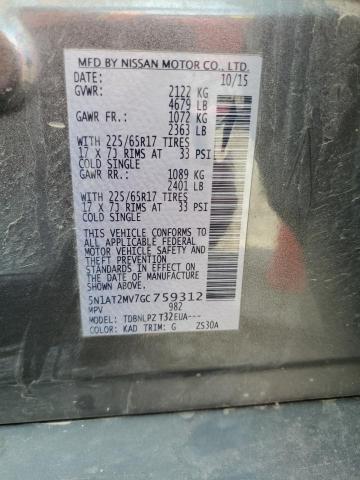 MFD BY NISSAN MOTOR CO., LTD.
DATE: 10/15
GVWR: 2122 KG
4679 LB
GAWR FR.: 1072 KG
2363 LB
WITH 225/65R17 TIRES
17 X 7J RIMS AT 33 PSI
COLD SINGLE
GAWR RR.: 1089 KG
2401 LB
WITH 225/65R17 TIRES
17 X 7J RIMS AT 33 PSI
COLD SINGLE
THIS VEHICLE CONFORMS TO ALL
APPLICABLE FEDERAL MOTOR VEHICLE
SAFETY AND THEFT PREVENTION
STANDARDS IN EFFECT ON
THE DATE OF MANUFACTURE
SHOWN ABOVE.
5N1AT2MV7GC759312
MPV 982
MODEL: TDBNLPZ T32EUA---
COLOR: KAD TRIM: G ZS30A